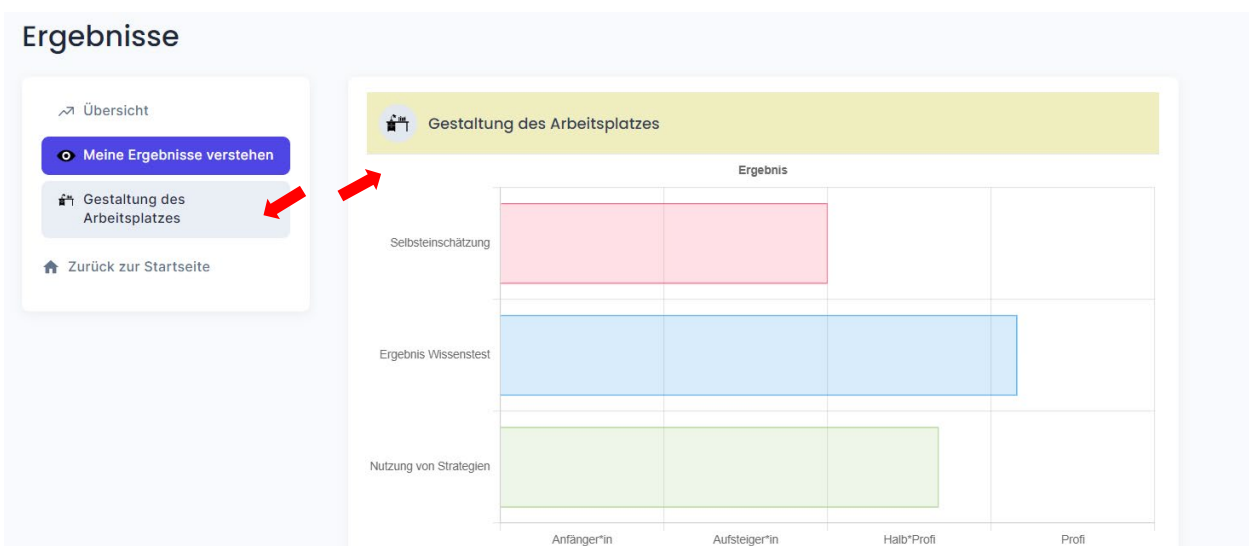 Ergebnisse
Übersicht
Meine Ergebnisse verstehen
Gestaltung des
Arbeitsplatzes
Zurück zur Startseite
Gestaltung des Arbeitsplatzes
Ergebnis
Selbsteinschätzung
Ergebnis Wissenstest
Nutzung von Strategien
Anfänger*in Aufsteiger*in Halb*Profi Profi